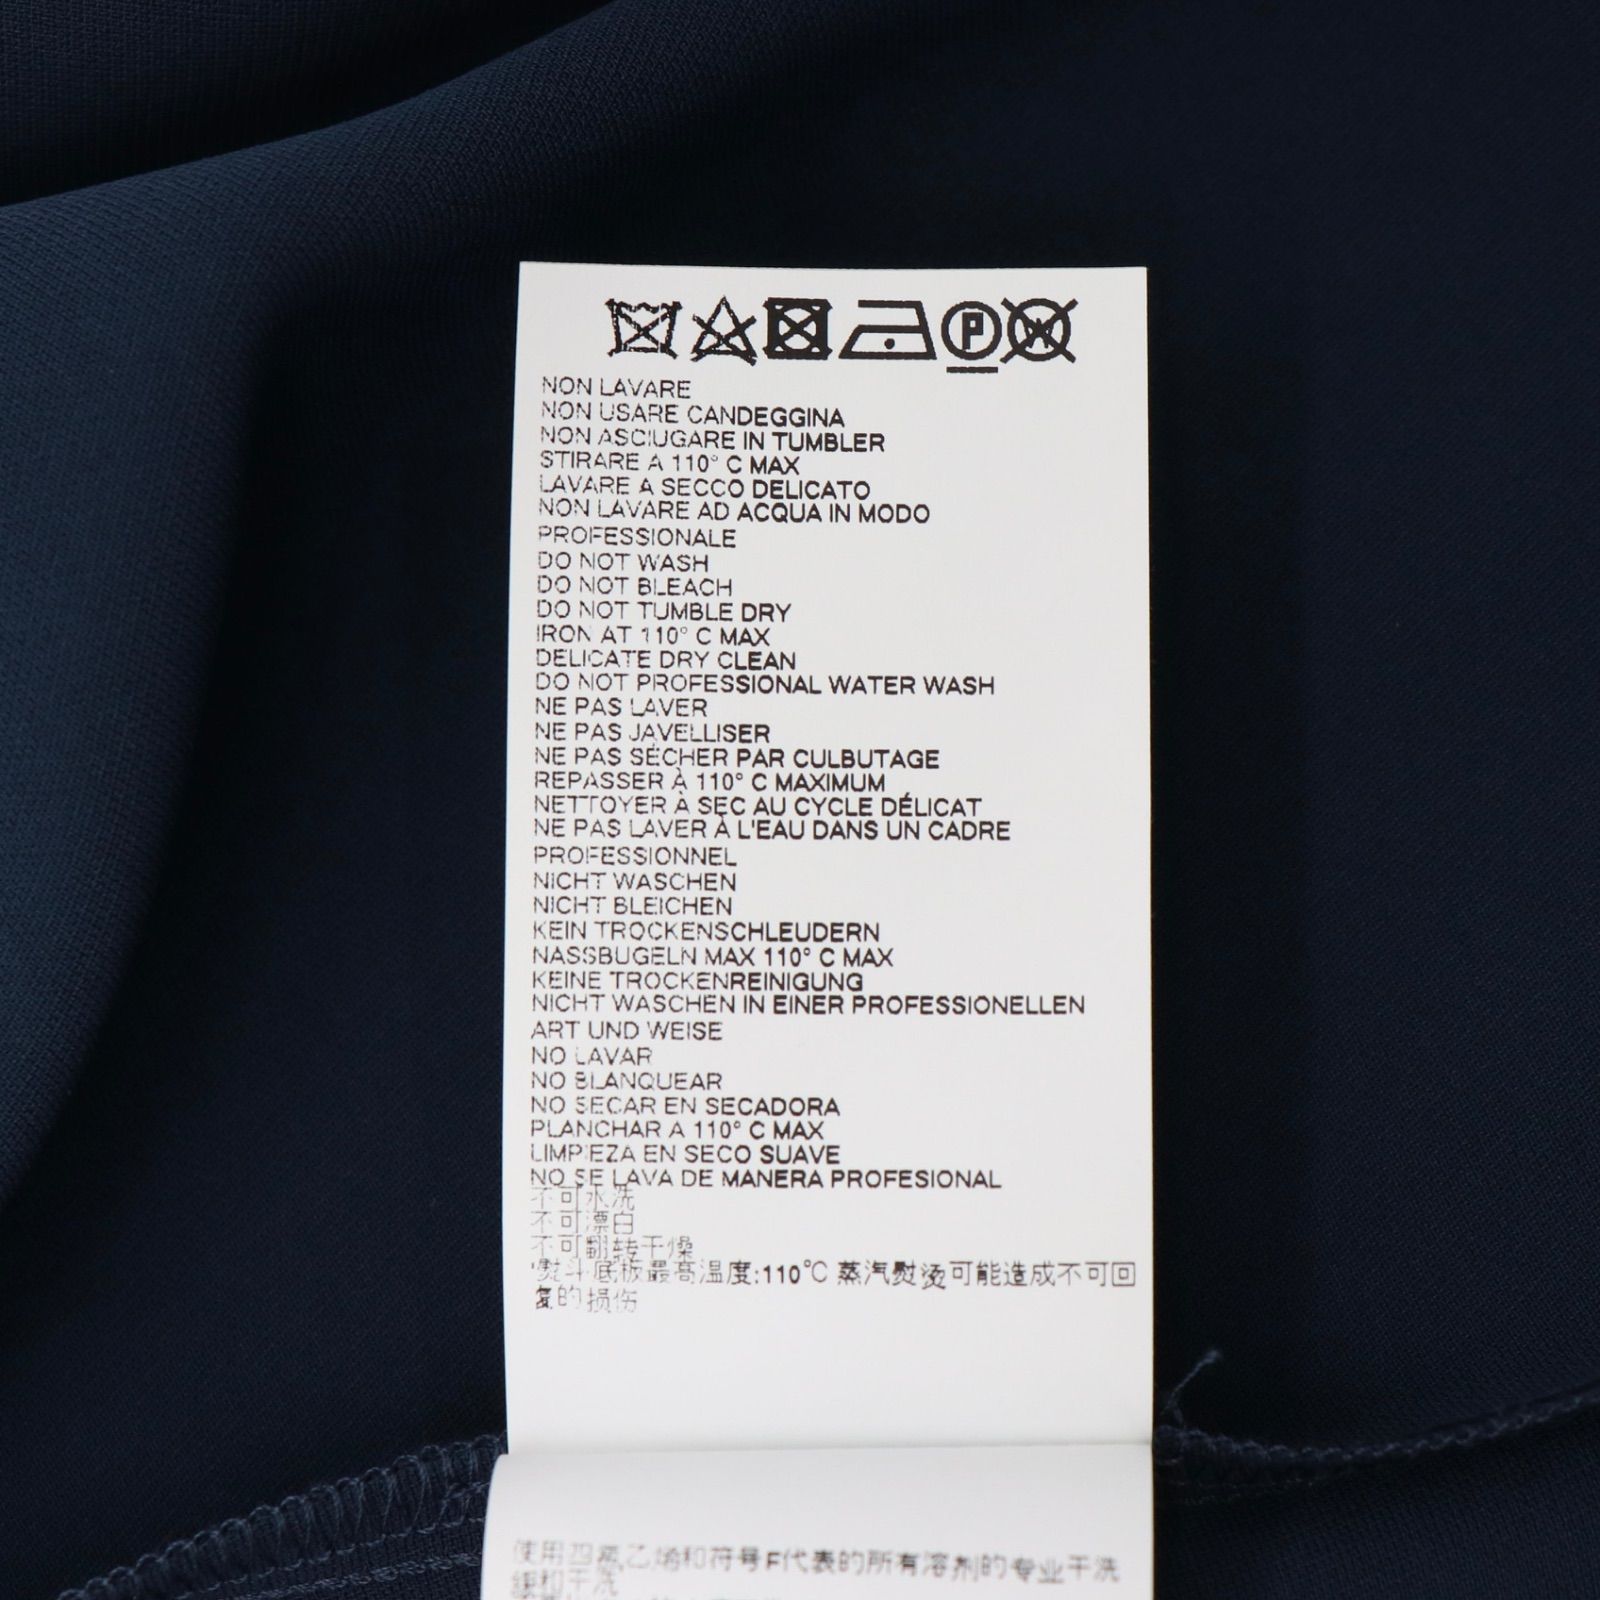 P
W
NON LAVARE
NON USARE CANDEGGINA
NON ASCIUGARE IN TUMBLER
STIRARE A 110° C MAX
LAVARE A SECCO DELICATO
NON LAVARE AD ACQUA IN MODO
PROFESSIONALE
DO NOT WASH
DO NOT BLEACH
DO NOT TUMBLE DRY
IRON AT 110° C MAX
DELICATE DRY CLEAN
DO NOT PROFESSIONAL WATER WASH
NE PAS LAVER
NE PAS JAVELLISER
NE PAS SÉCHER PAR CULBUTAGE
REPASSER À 110° C MAXIMUM
NETTOYER À SEC AU CYCLE DÉLICAT
NE PAS LAVER À L'EAU DANS UN CADRE
PROFESSIONNEL
NICHT WASCHEN
NICHT BLEICHEN
KEIN TROCKENSCHLEUDERN
NASSBUGELN MAX 110° C MAX
KEINE TROCKENREINIGUNG
NICHT WASCHEN IN EINER PROFESSIONELLEN
ART UND WEISE
NO LAVAR
NO BLANQUEAR
NO SECAR EN SECADORA
PLANCHAR A 110° C MAX
LIMPIEZA EN SECO SUAVE
NO SE LAVA DE MANERA PROFESIONAL
不可水洗
不可漂白
不可翻转干燥
熨斗底板最高温度:110℃ 蒸汽熨烫可能造成不可回
复的损伤
使用四氯乙烯和符号F代表的所有溶剂的专业干洗
缓和干洗